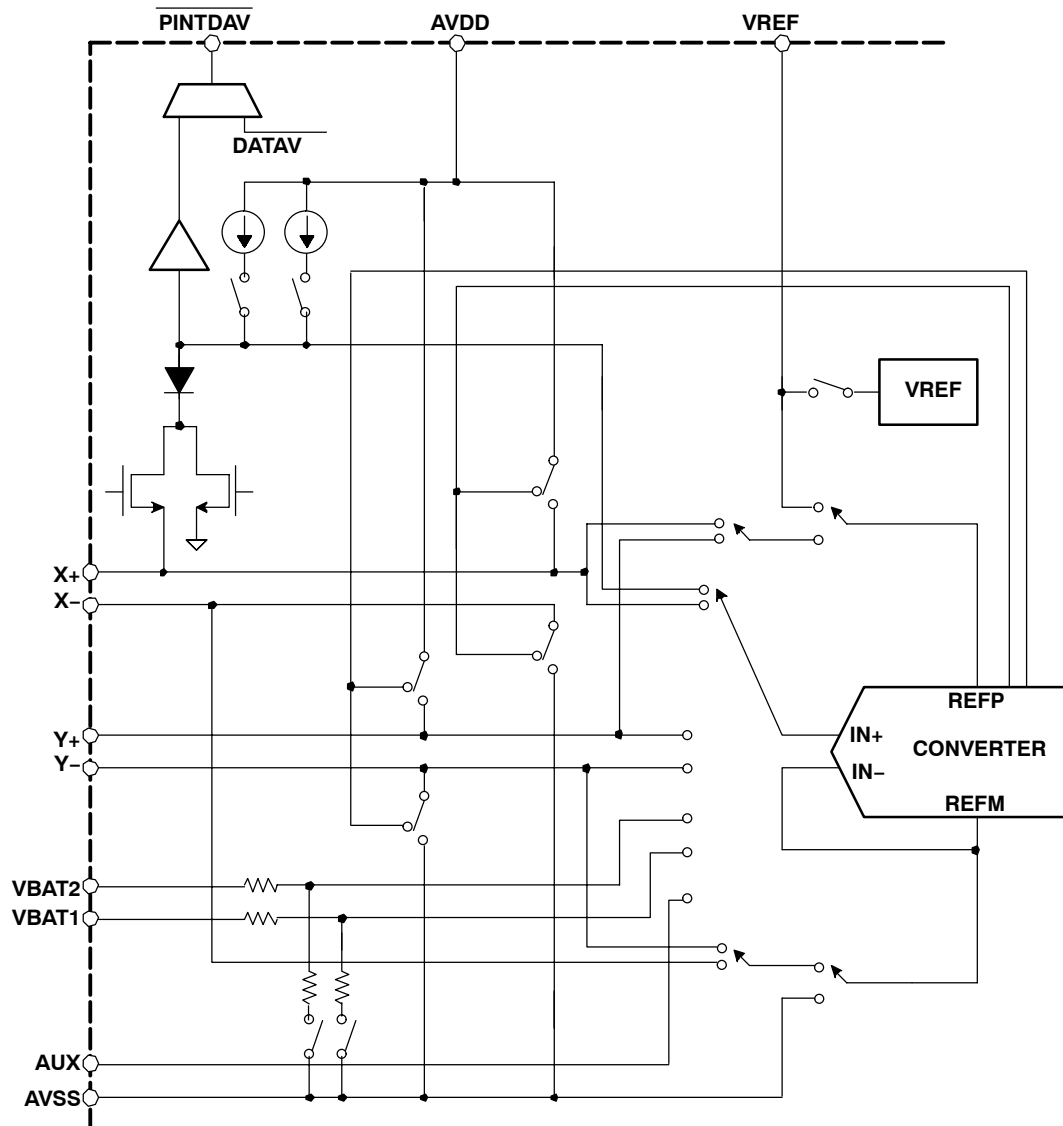 PINTDAV
AVDD
VREF
DATAV
VREF
X+
X−
REFP
Y+
IN+
CONVERTER
Y−
IN−
REFM
VBAT2
VBAT1
AUX
AVSS